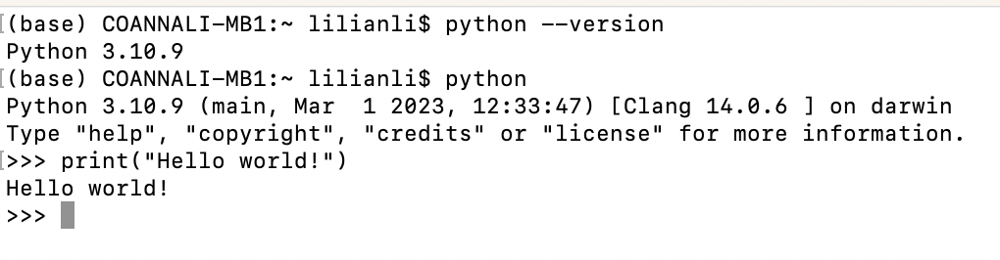 [(base) COANNALI-MB1:~ lilianli$ python --version
Python 3.10.9
[(base) COANNALI-MB1:~ lilianli$ python
Python 3.10.9 (main, Mar  1 2023, 12:33:47) [Clang 14.0.6 ] on darwin
Type "help", "copyright", "credits" or "license" for more information.
[>>> print("Hello world!")
Hello world!
>>>